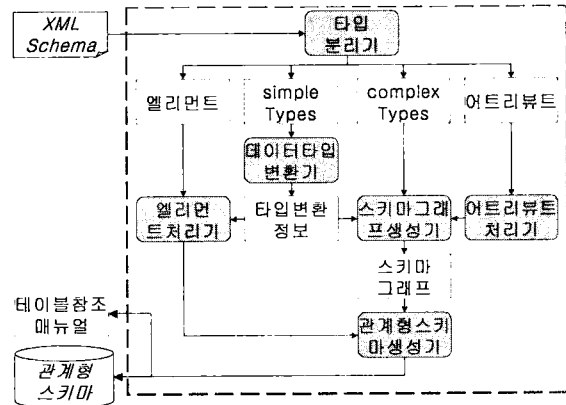 XML
Schema
타입
분리기
엘리먼트
simple
Types
complex
Types
어트리뷰트
데이터타입
변환기
엘리먼
트처리기
타입변환
정보
스키마그래
프생성기
어트리뷰트
처리기
스키마
그래프
테이블참조
매뉴얼
관계형스키
마생성기
관계형
스키마